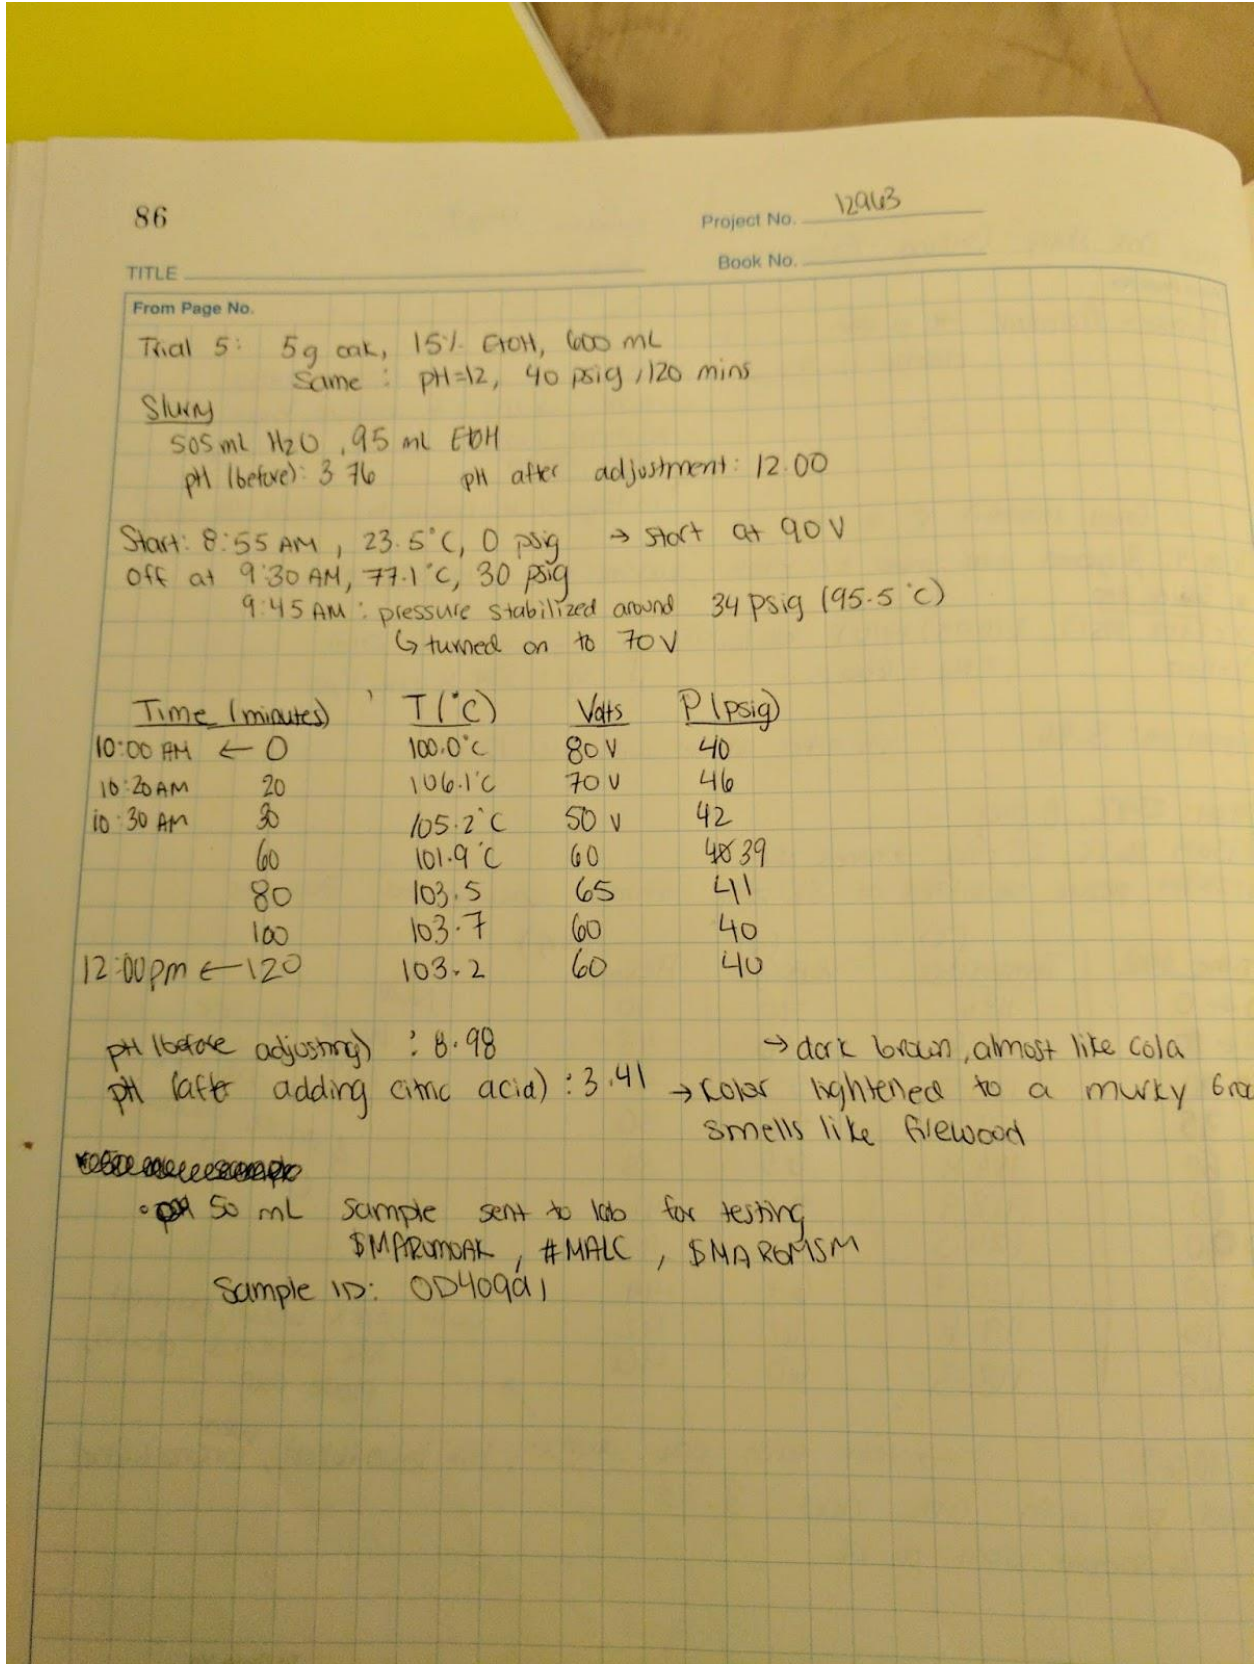 86
Project No. 12963
TITLE
Book No.
From Page No.
Trial 5: 5g oak, 15% EtOH, 600 mL
Same : pH=12, 40 psig, 120 mins
Slurry
505 mL H2O, 95 mL EtOH
pH (before): 3.76 pH after adjustment: 12.00
Start: 8:55 AM, 23.5°C, 0 psig → start at 90 V
Off at 9:30 AM, 77.1°C, 30 psig
9:45 AM : pressure stabilized around 34 psig (95.5°C)
↳ turned on to 70 V
Time (minutes) T(°C) Volts P (psig)
10:00 AM ← 0 100.0°C 80 V 40
10:20 AM 20 106.1°C 70 V 46
10:30 AM 30 105.2°C 50 V 42
60 101.9°C 60 39
80 103.5 65 41
100 103.7 60 40
12:00pm ← 120 103.2 60 40
pH (before adjusting) : 8.98 → dark brown, almost like cola
pH (after adding citric acid) : 3.41 → color lightened to a murky
smells like firewood
50 mL sample sent to lab for testing
#MALC
Sample ID: